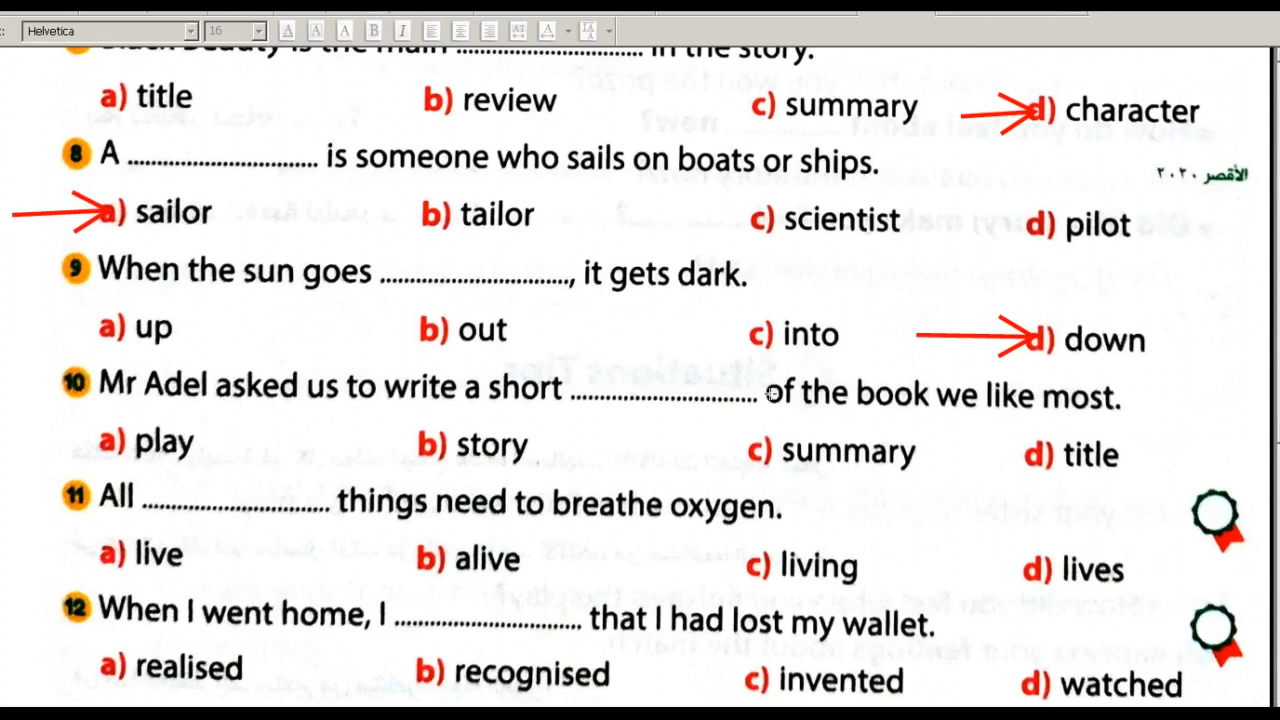 Helvetica 16
Black Beauty is the main .............................. in the story.
a) title b) review c) summary d) character
8 A .............................. is someone who sails on boats or ships.
الأقصر ٢٠٢٠
a) sailor b) tailor c) scientist d) pilot
9 When the sun goes .............................., it gets dark.
a) up b) out c) into d) down
10 Mr Adel asked us to write a short .............................. of the book we like most.
a) play b) story c) summary d) title
11 All .............................. things need to breathe oxygen.
a) live b) alive c) living d) lives
12 When I went home, I .............................. that I had lost my wallet.
a) realised b) recognised c) invented d) watched